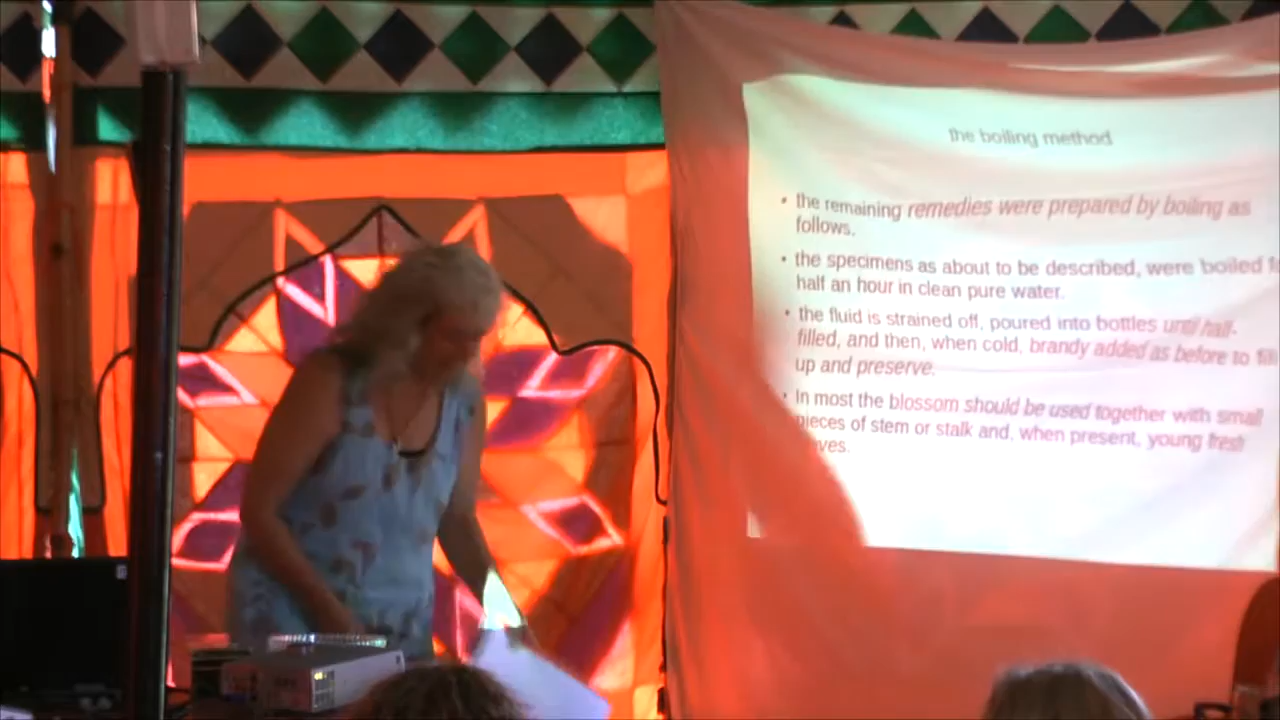 the boiling method
• the remaining remedies were prepared by boiling as
follows.
• the specimens as about to be described, were boiled
half an hour in clean pure water.
• the fluid is strained off, poured into bottles until half-
filled, and then, when cold, brandy added as before to fill
up and preserve.
• In most the blossom should be used together with small
pieces of stem or stalk and, when present, young fresh